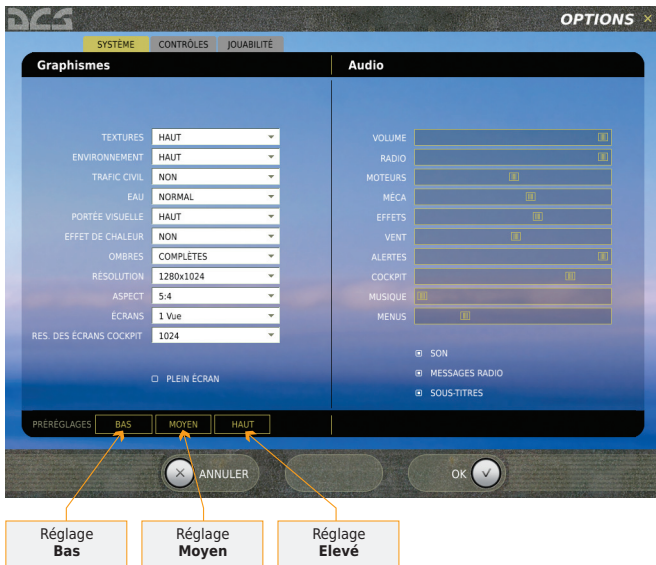 DCS
OPTIONS ×
SYSTÈME CONTRÔLES JOUABILITÉ
Graphismes
Audio
TEXTURES HAUT
ENVIRONNEMENT HAUT
TRAFIC CIVIL NON
EAU NORMAL
PORTÉE VISUELLE HAUT
EFFET DE CHALEUR NON
OMBRES COMPLÈTES
RÉSOLUTION 1280x1024
ASPECT 5:4
ÉCRANS 1 Vue
RES. DES ÉCRANS COCKPIT 1024
PLEIN ÉCRAN
VOLUME
RADIO
MOTEURS
MÉCA
EFFETS
VENT
ALERTES
COCKPIT
MUSIQUE
MENUS
SON
MESSAGES RADIO
SOUS-TITRES
PRÉRÉGLAGES BAS MOYEN HAUT
ANNULER
OK
Réglage
Bas
Réglage
Moyen
Réglage
Elevé